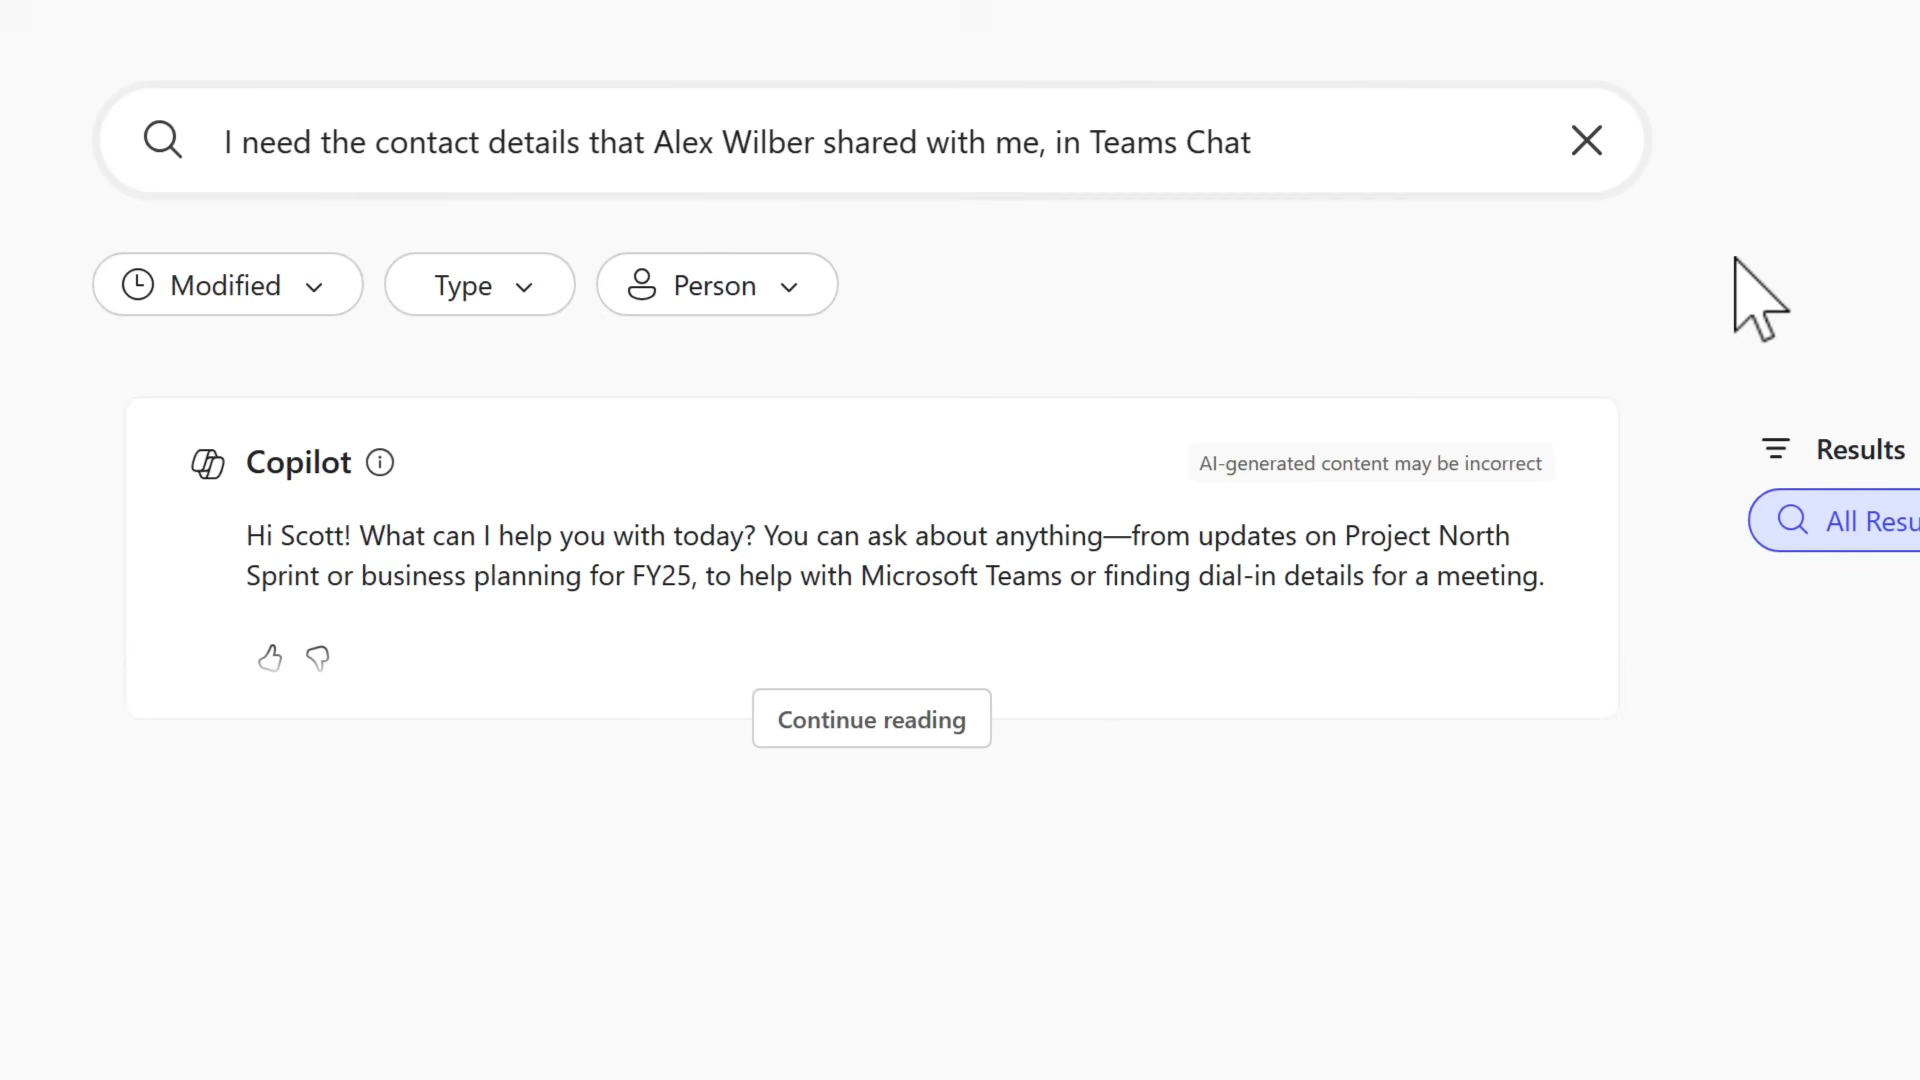 I need the contact details that Alex Wilber shared with me, in Teams Chat
Modified
Type
Person
Copilot
AI-generated content may be incorrect
Hi Scott! What can I help you with today? You can ask about anything—from updates on Project North
Sprint or business planning for FY25, to help with Microsoft Teams or finding dial-in details for a meeting.
Continue reading
Results
All Resu